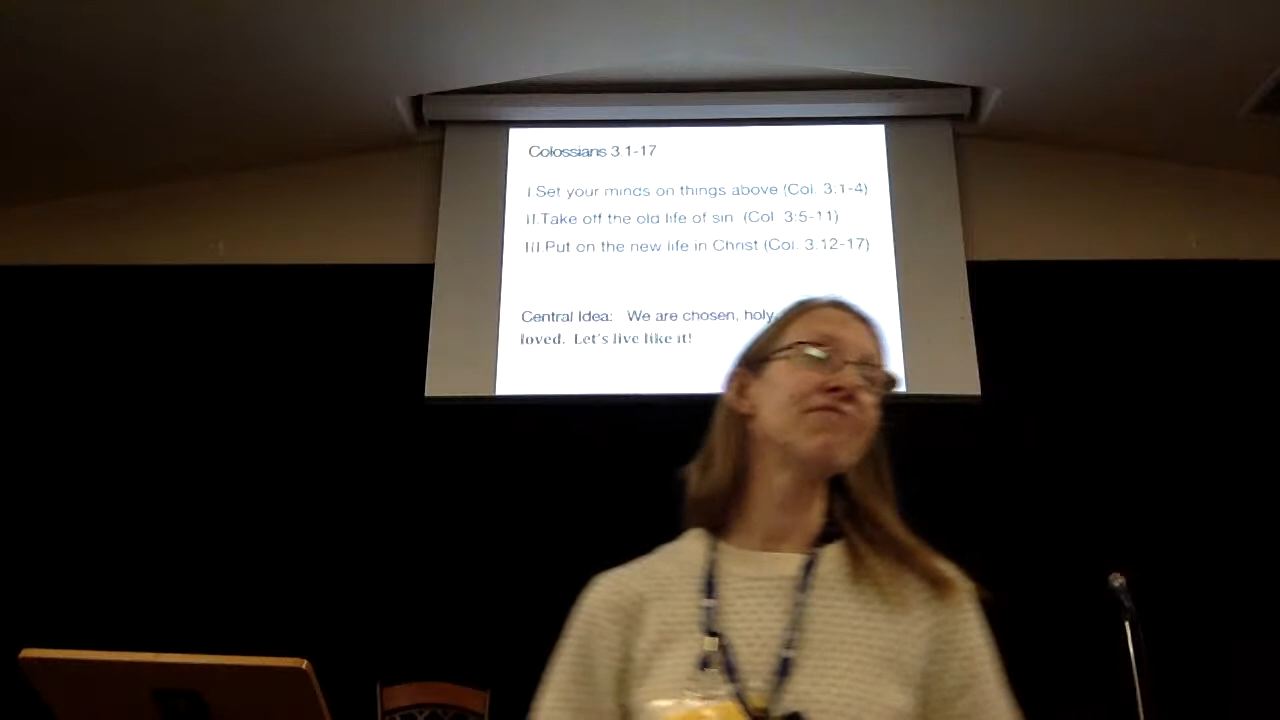 Colossians 3:1-17
I.Set your minds on things above (Col. 3:1-4)
II.Take off the old life of sin (Col 3:5-11)
III.Put on the new life in Christ (Col. 3:12-17)
Central Idea: We are chosen, holy,
loved. Let's live like it!